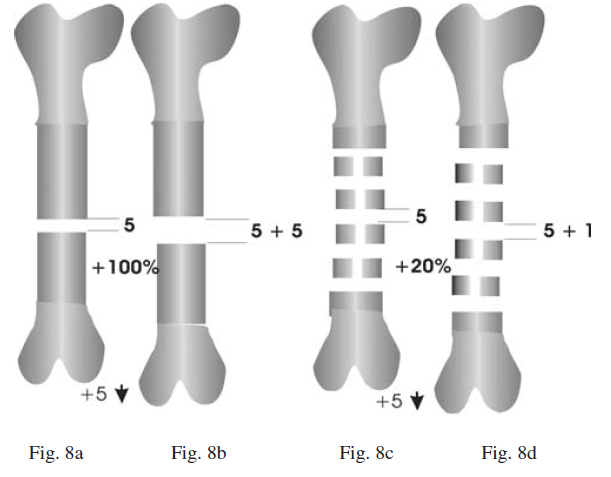 5
5 + 5
5
5 + 1
+100%
+20%
+5
+5
Fig. 8a
Fig. 8b
Fig. 8c
Fig. 8d